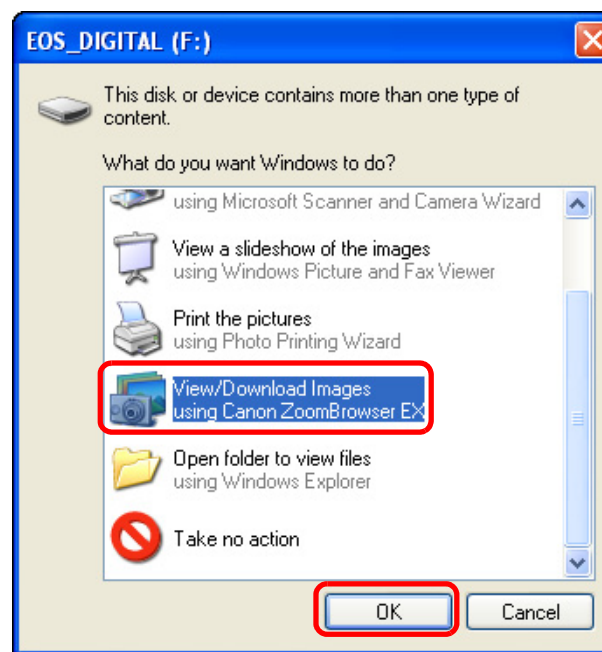 EOS_DIGITAL (F:)
This disk or device contains more than one type of
content.
What do you want Windows to do?
using Microsoft Scanner and Camera Wizard
View a slideshow of the images
using Windows Picture and Fax Viewer
Print the pictures
using Photo Printing Wizard
View/Download Images
using Canon ZoomBrowser EX
Open folder to view files
using Windows Explorer
Take no action
OK Cancel